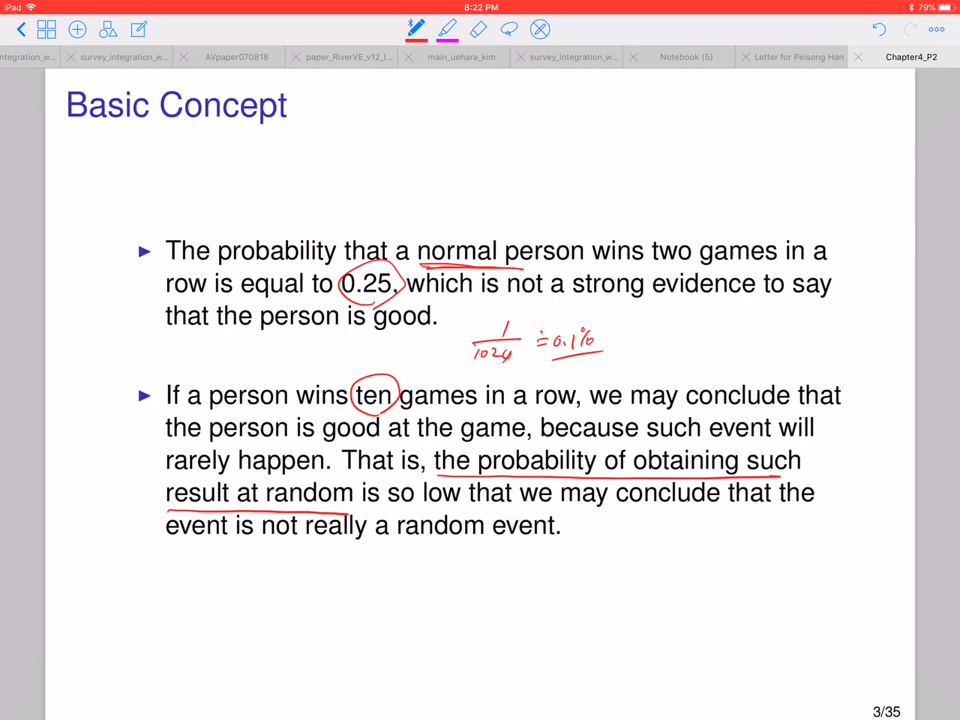 iPad
8:22 PM
79%
integration_w...
survey_integration_w...
AVpaper070818
paper_RiverVE_v12_I...
main_uehara_kim
survey_integration_w...
Notebook (5)
Letter for Peisong Han
Chapter4_P2
Basic Concept
The probability that a normal person wins two games in a
row is equal to 0.25, which is not a strong evidence to say
that the person is good.
1/1024 ≐ 0.1%
If a person wins ten games in a row, we may conclude that
the person is good at the game, because such event will
rarely happen. That is, the probability of obtaining such
result at random is so low that we may conclude that the
event is not really a random event.
3/35